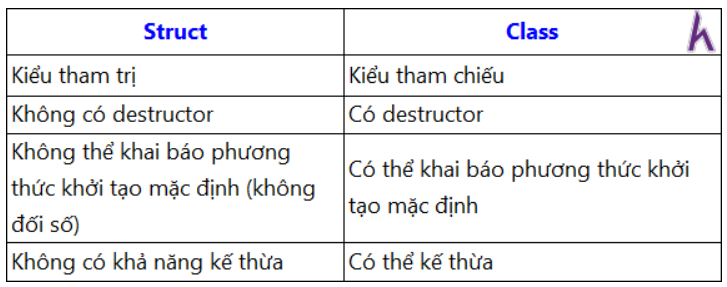 Struct
Class
Kiểu tham trị
Kiểu tham chiếu
Không có destructor
Có destructor
Không thể khai báo phương
thức khởi tạo mặc định (không
đối số)
Có thể khai báo phương thức khởi
tạo mặc định
Không có khả năng kế thừa
Có thể kế thừa